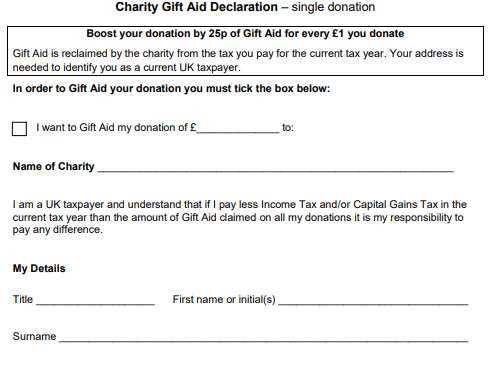 Charity Gift Aid Declaration – single donation
Boost your donation by 25p of Gift Aid for every £1 you donate
Gift Aid is reclaimed by the charity from the tax you pay for the current tax year. Your address is
needed to identify you as a current UK taxpayer.
In order to Gift Aid your donation you must tick the box below:
I want to Gift Aid my donation of £______________ to:
Name of Charity ____________________________________________________________
I am a UK taxpayer and understand that if I pay less Income Tax and/or Capital Gains Tax in the
current tax year than the amount of Gift Aid claimed on all my donations it is my responsibility to
pay any difference.
My Details
Title ____________________ First name or initial(s) ________________________________
Surname _____________________________________________________________________